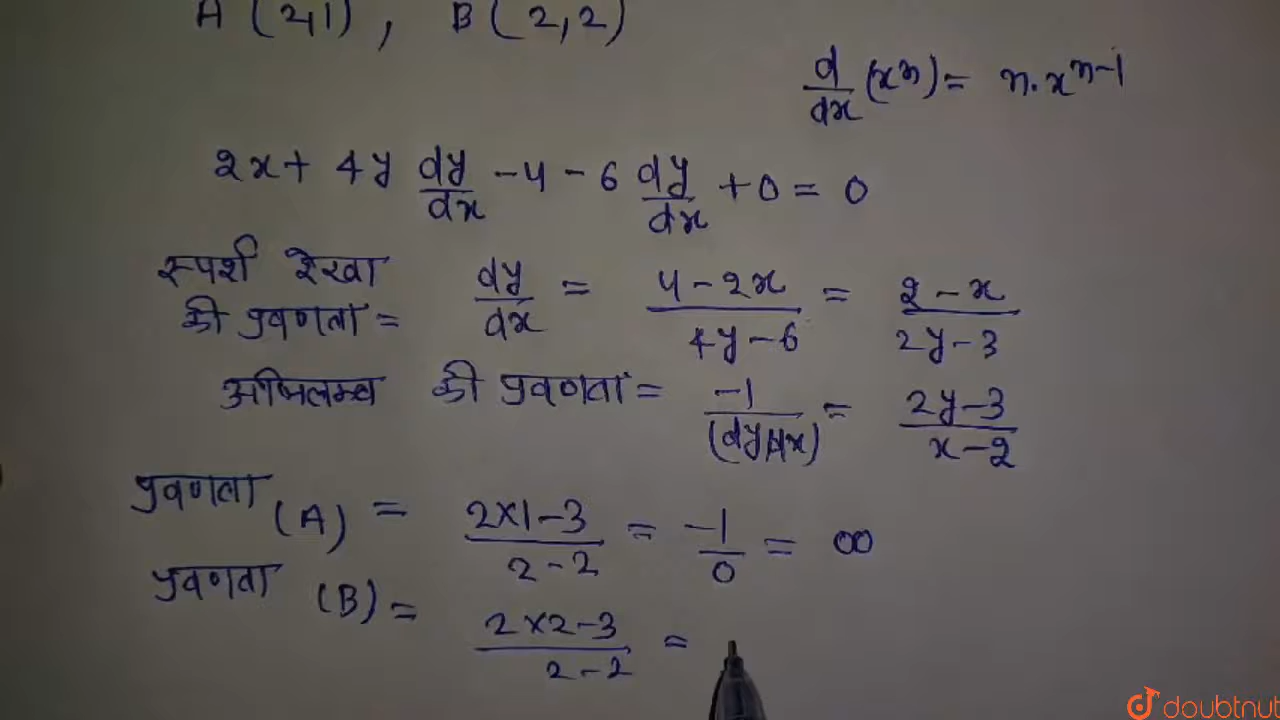 A (2,1), B (2,2)
d/dx (xⁿ) = n·xⁿ⁻¹
2x + 4y dy/dx - 4 - 6 dy/dx + 0 = 0
स्पर्श रेखा की प्रवणता = dy/dx = (4-2x)/(4y-6) = (2-x)/(2y-3)
अभिलम्ब की प्रवणता = -1/(dy/dx) = (2y-3)/(x-2)
प्रवणता (A) = (2×1-3)/(2-2) = -1/0 = ∞
प्रवणता (B) = (2×2-3)/(2-2) =
doubtnut